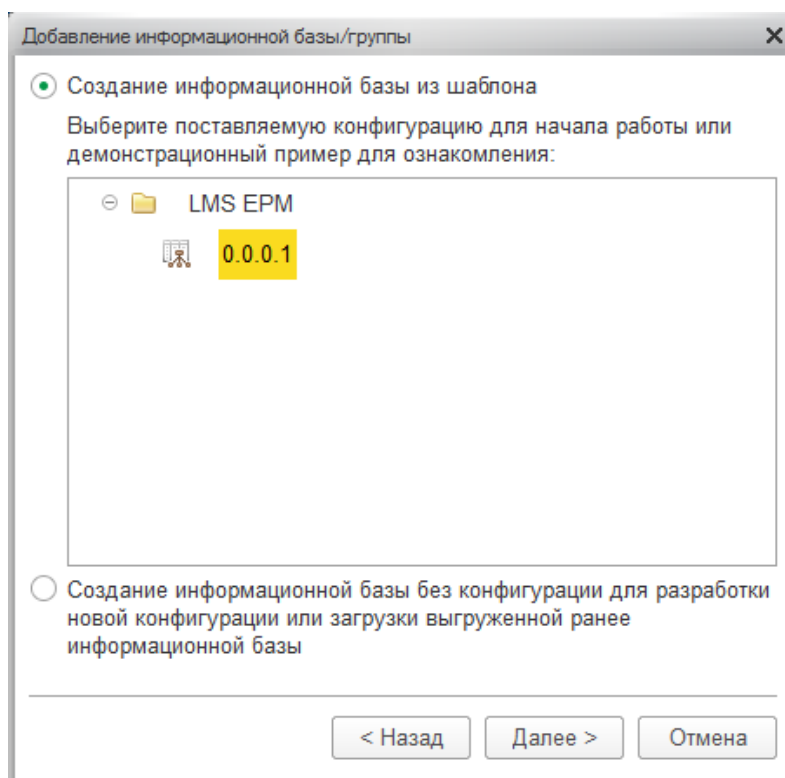 Добавление информационной базы/группы
Создание информационной базы из шаблона
Выберите поставляемую конфигурацию для начала работы или
демонстрационный пример для ознакомления:
LMS EPM
0.0.0.1
Создание информационной базы без конфигурации для разработки
новой конфигурации или загрузки выгруженной ранее
информационной базы
< Назад
Далее >
Отмена